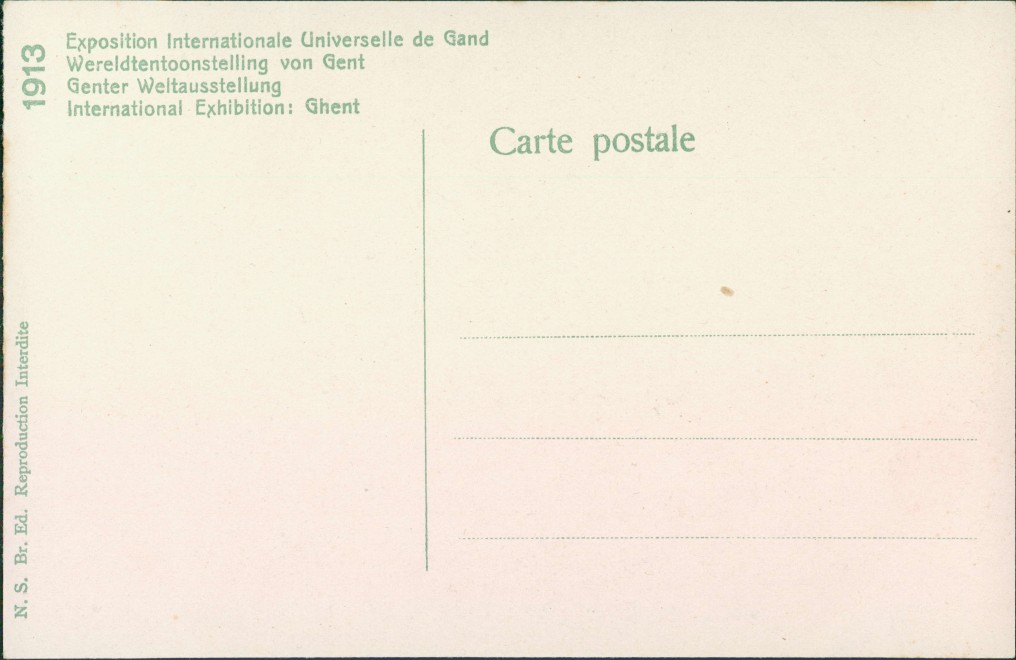 1913
Exposition Internationale Universelle de Gand
Wereldtentoonstelling von Gent
Genter Weltausstellung
International Exhibition: Ghent
Carte postale
N. S. Br. Ed. Reproduction Interdite